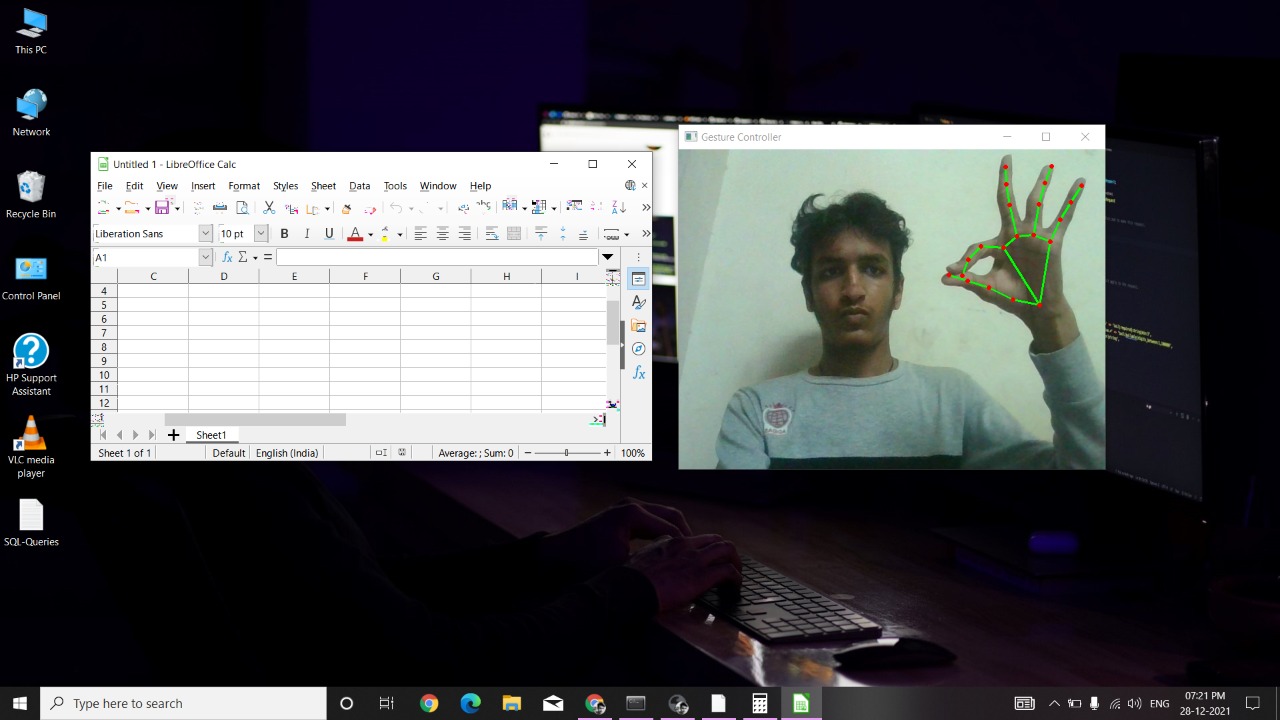 This PC
Network
Recycle Bin
Control Panel
HP Support
Assistant
VLC media
player
SQL-Queries
Untitled 1 - LibreOffice Calc
File Edit View Insert Format Styles Sheet Data Tools Window Help
Liberation Sans 10 pt B I U A
A1 fx Σ =
C D E F G H I
4
5
6
7
8
9
10
11
12
Sheet1
Sheet 1 of 1 Default English (India) Average: ; Sum: 0 100%
Gesture Controller
Type here to search
ENG
07:21 PM
28-12-2021